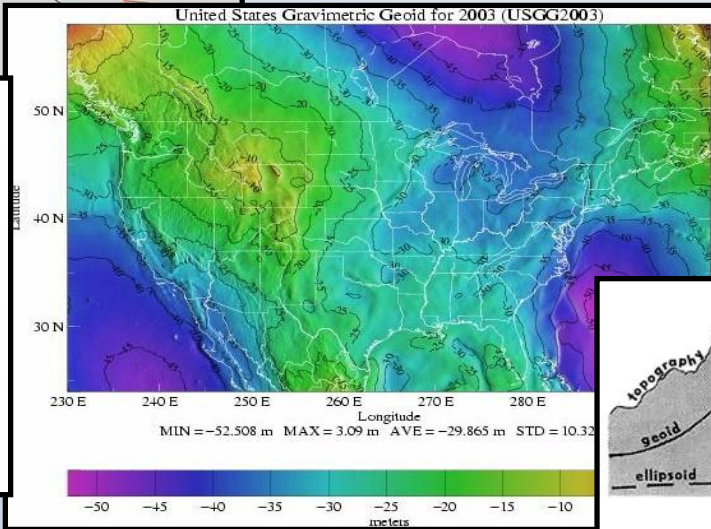 United States Gravimetric Geoid for 2003 (USGG2003)
Latitude
50 N
40 N
30 N
230 E
240 E
250 E
260 E
270 E
280 E
Longitude
MIN = −52.508 m MAX = 3.09 m AVE = −29.865 m STD = 10.32
−50
−45
−40
−35
−30
−25
−20
−15
−10
meters
topography
geoid
ellipsoid